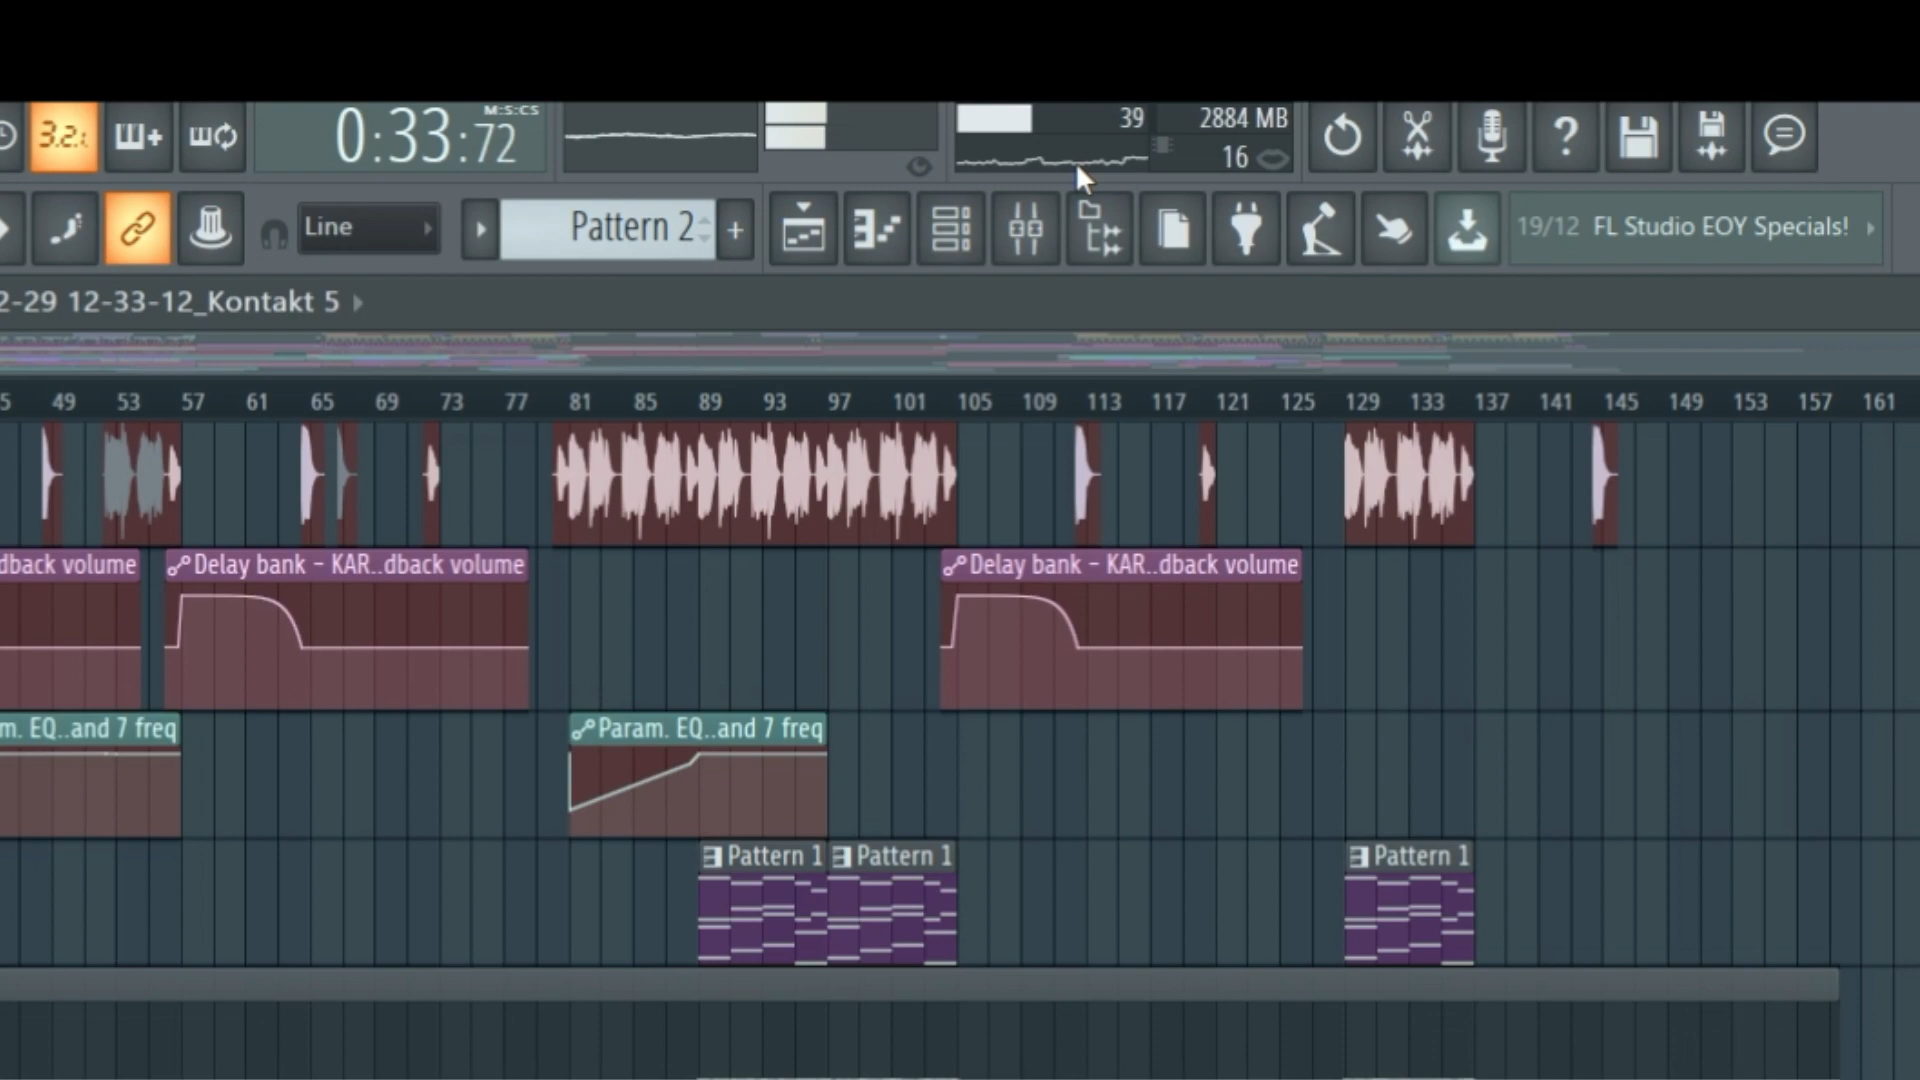 3.2:
0:33:72
M:S:CS
39
2884 MB
16
?
Line
Pattern 2
+
19/12 FL Studio EOY Specials!
2-29 12-33-12_Kontakt 5
5 49 53 57 61 65 69 73 77 81 85 89 93 97 101 105 109 113 117 121 125 129 133 137 141 145 149 153 157 161
dback volume
Delay bank - KAR..dback volume
Delay bank - KAR..dback volume
m. EQ..and 7 freq
Param. EQ..and 7 freq
Pattern 1
Pattern 1
Pattern 1